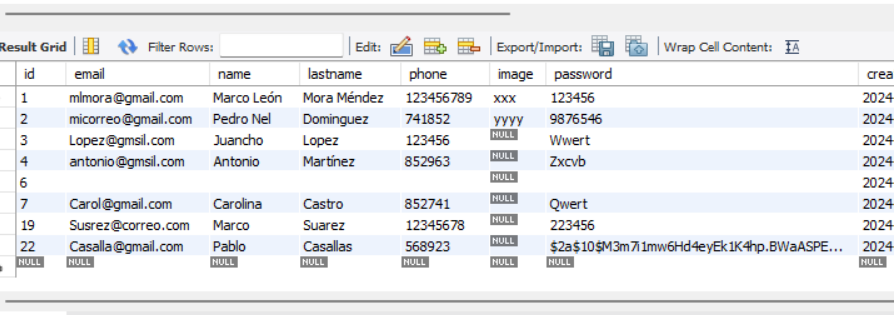 Result Grid Filter Rows: Edit: Export/Import: Wrap Cell Content: IA
id email name lastname phone image password crea
1 mlmora@gmail.com Marco León Mora Méndez 123456789 xxx 123456 2024
2 micorreo@gmail.com Pedro Nel Dominguez 741852 yyyy 9876546 2024
3 Lopez@gmsil.com Juancho Lopez 123456 NULL Wwert 2024
4 antonio@gmsil.com Antonio Martínez 852963 NULL Zxcvb 2024
6 NULL 2024
7 Carol@gmail.com Carolina Castro 852741 NULL Qwert 2024
19 Susrez@correo.com Marco Suarez 12345678 NULL 223456 2024
22 Casalla@gmail.com Pablo Casallas 568923 NULL $2a$10$M3m7i1mw6Hd4eyEk1K4hp.BWaASPE... 2024
NULL NULL NULL NULL NULL NULL NULL NULL